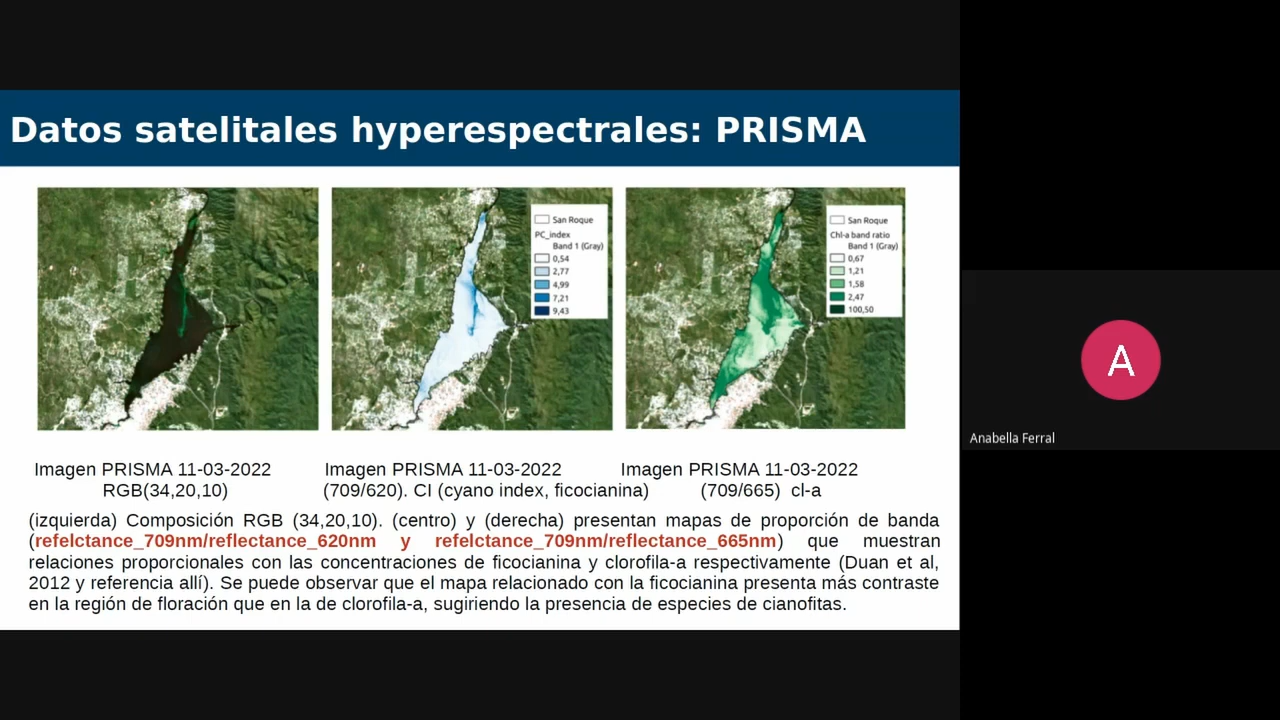 Datos satelitales hyperespectrales: PRISMA
San Roque
PC_index
Band 1 (Gray)
0,54
2,77
4,99
7,21
9,43
San Roque
Chl-a band ratio
Band 1 (Gray)
0,67
1,21
1,58
2,47
100,50
Imagen PRISMA 11-03-2022
RGB(34,20,10)
Imagen PRISMA 11-03-2022
(709/620). CI (cyano index, ficocianina)
Imagen PRISMA 11-03-2022
(709/665) cl-a
(izquierda) Composición RGB (34,20,10). (centro) y (derecha) presentan mapas de proporción de banda
(refelctance_709nm/reflectance_620nm y refelctance_709nm/reflectance_665nm) que muestran
relaciones proporcionales con las concentraciones de ficocianina y clorofila-a respectivamente (Duan et al,
2012 y referencia allí). Se puede observar que el mapa relacionado con la ficocianina presenta más contraste
en la región de floración que en la de clorofila-a, sugiriendo la presencia de especies de cianofitas.
A
Anabella Ferral